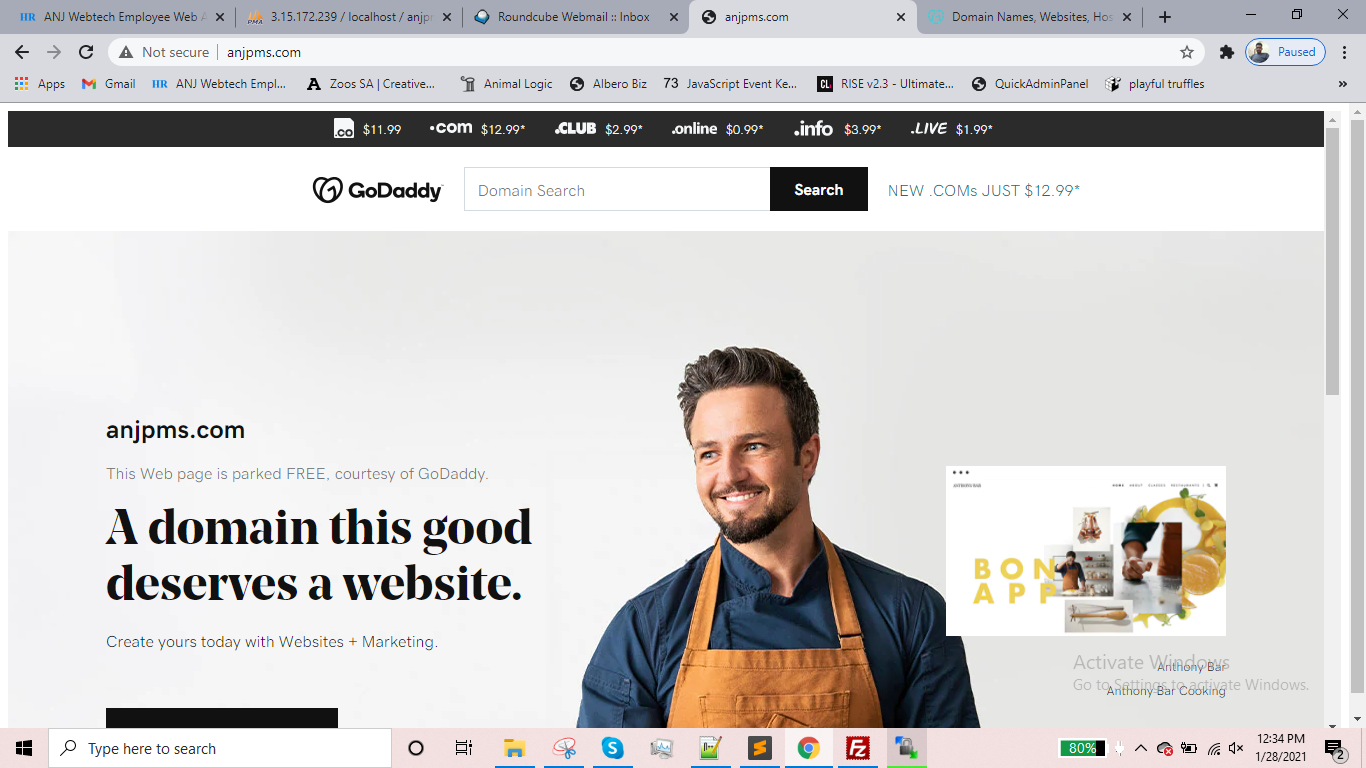 ANJ Webtech Employee Web A
3.15.172.239 / localhost / anjpm
Roundcube Webmail :: Inbox
anjpms.com
Domain Names, Websites, Hos
Not secure
anjpms.com
Paused
Apps
Gmail
HR ANJ Webtech Empl...
Zoos SA | Creative...
Animal Logic
Albero Biz
73 JavaScript Event Ke...
CL RISE v2.3 - Ultimate...
QuickAdminPanel
playful truffles
.co $11.99
.com $12.99*
.CLUB $2.99*
.online $0.99*
.info $3.99*
.LIVE $1.99*
GoDaddy
Domain Search
Search
NEW .COMs JUST $12.99*
anjpms.com
This Web page is parked FREE, courtesy of GoDaddy.
A domain this good
deserves a website.
Create yours today with Websites + Marketing.
ANTHONY BAR
HOME ABOUT CLASSES RESTAURANTS
BON
APP
Anthony Bar
Anthony Bar Cooking
Activate Windows
Go to Settings to activate Windows.
Type here to search
80%
12:34 PM
1/28/2021
2